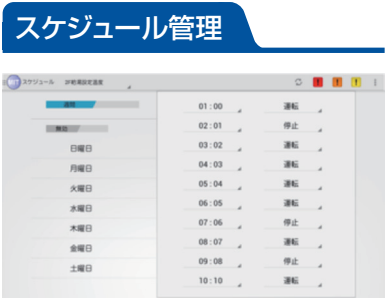 スケジュール管理
スケジュール
01:00 運転
02:01 停止
日曜日 03:02 運転
月曜日 04:03 運転
火曜日 05:04 運転
水曜日 06:05 運転
木曜日 07:06 停止
金曜日 08:07 運転
土曜日 09:08 停止
10:10 運転